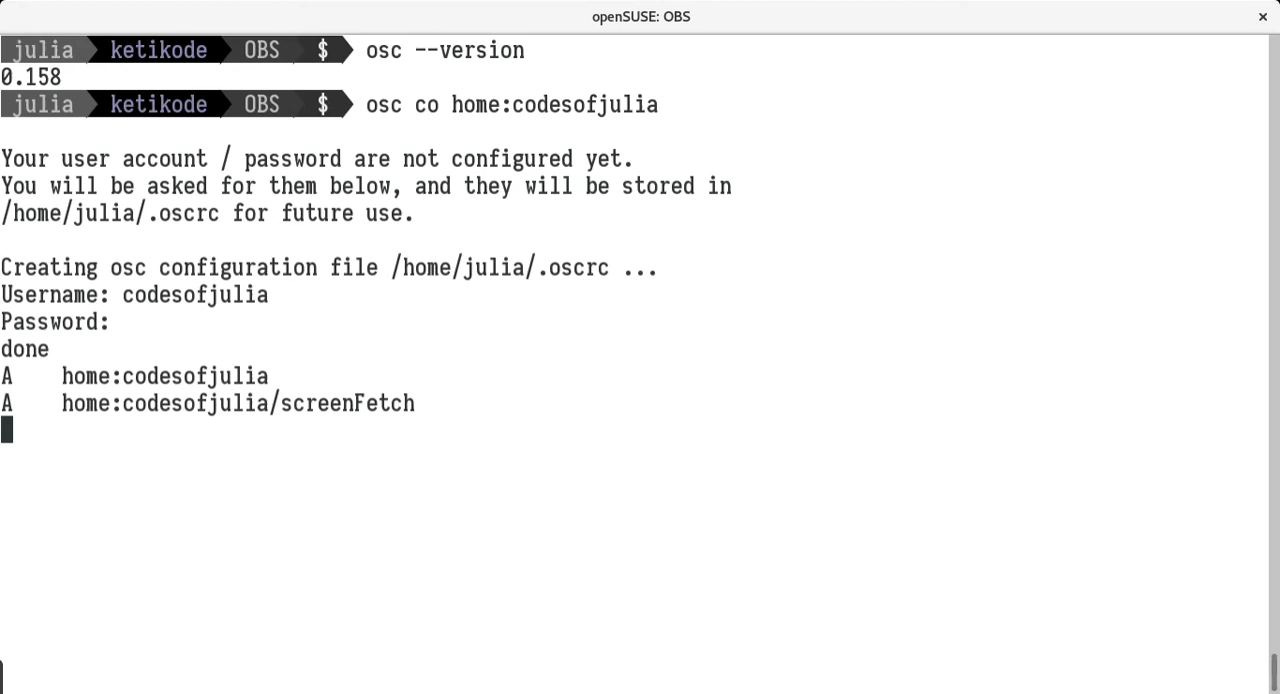 openSUSE: OBS
julia ketikode OBS $ osc --version
0.158
julia ketikode OBS $ osc co home:codesofjulia
Your user account / password are not configured yet.
You will be asked for them below, and they will be stored in
/home/julia/.oscrc for future use.
Creating osc configuration file /home/julia/.oscrc ...
Username: codesofjulia
Password:
done
A    home:codesofjulia
A    home:codesofjulia/screenFetch